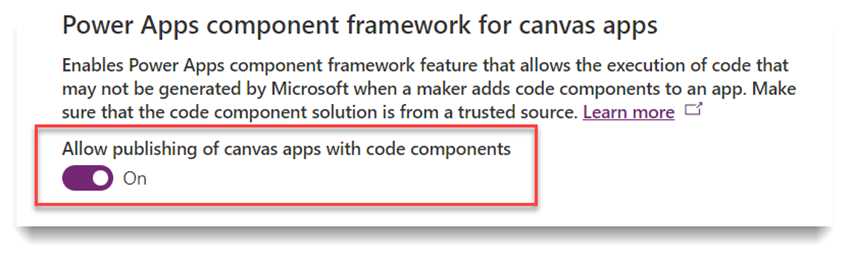 Power Apps component framework for canvas apps
Enables Power Apps component framework feature that allows the execution of code that
may not be generated by Microsoft when a maker adds code components to an app. Make
sure that the code component solution is from a trusted source. Learn more
Allow publishing of canvas apps with code components
On